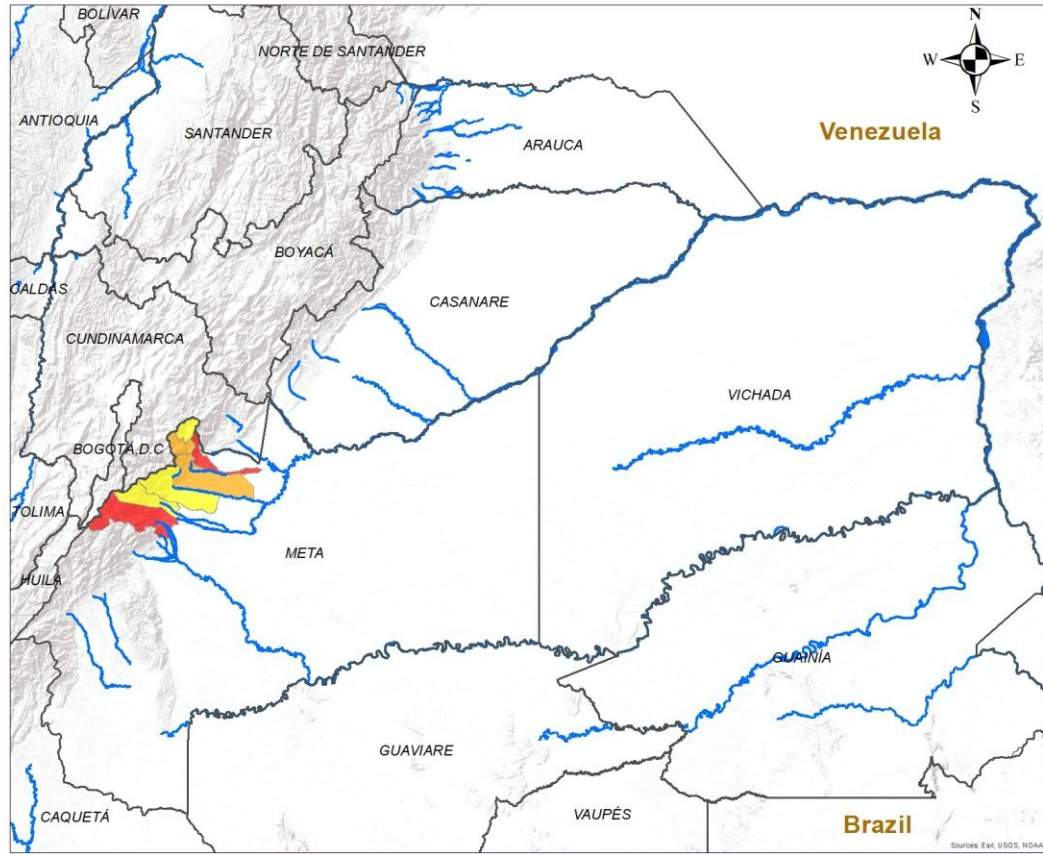 BOLÍVAR
N
NORTE DE SANTANDER
W E
S
ANTIOQUIA
SANTANDER
ARAUCA
Venezuela
BOYACÁ
CALDAS
CASANARE
CUNDINAMARCA
VICHADA
BOGOTÁ,D.C
TOLIMA
META
HUILA
GUAINÍA
GUAVIARE
CAQUETÁ
VAUPÉS
Brazil
Sources: Esri, USGS, NOAA